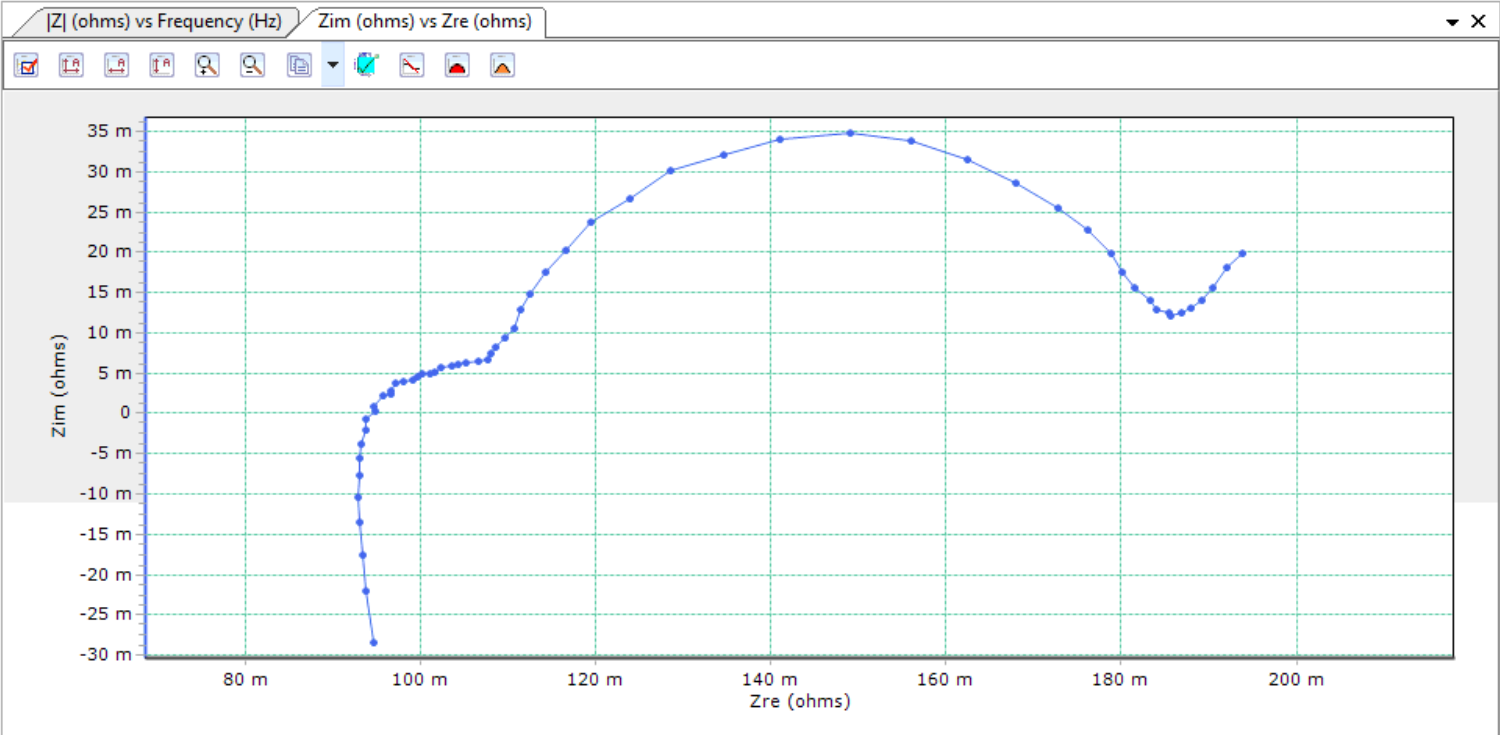 |Z| (ohms) vs Frequency (Hz) Zim (ohms) vs Zre (ohms)
35 m
30 m
25 m
20 m
15 m
10 m
5 m
0
-5 m
-10 m
-15 m
-20 m
-25 m
-30 m
Zim (ohms)
80 m 100 m 120 m 140 m 160 m 180 m 200 m
Zre (ohms)